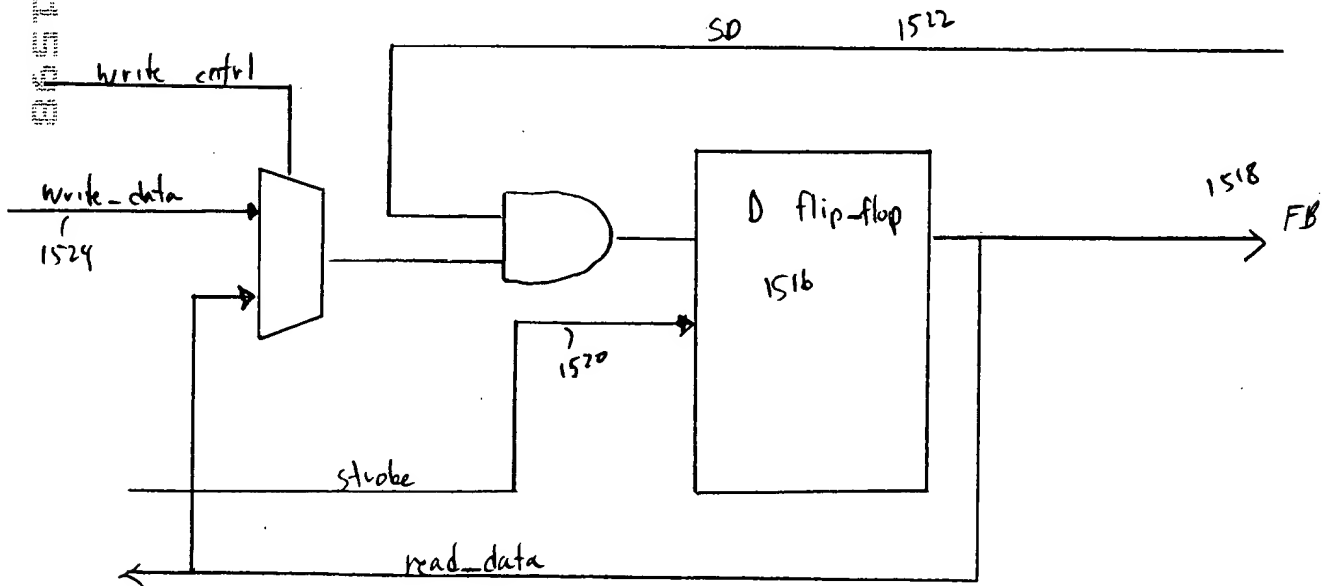 SD 1522
write cntrl
write_data
1524
D flip-flop
1516
1518
FB
1520
strobe
read_data